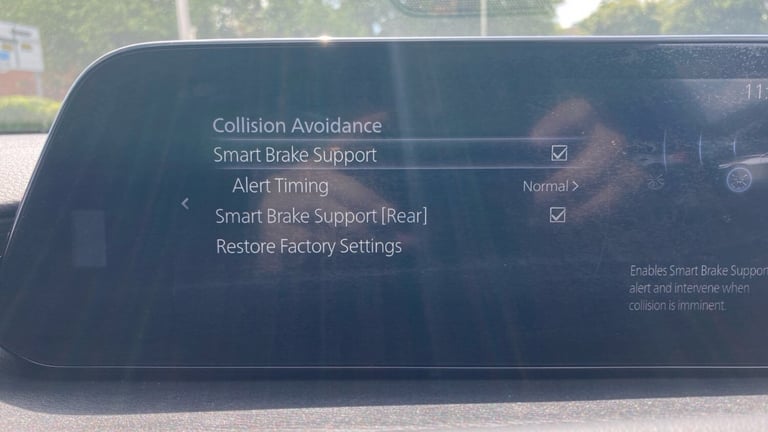 11:
Collision Avoidance
Smart Brake Support
Alert Timing
Normal >
Smart Brake Support [Rear]
Restore Factory Settings
Enables Smart Brake Suppor
alert and intervene when
collision is imminent.